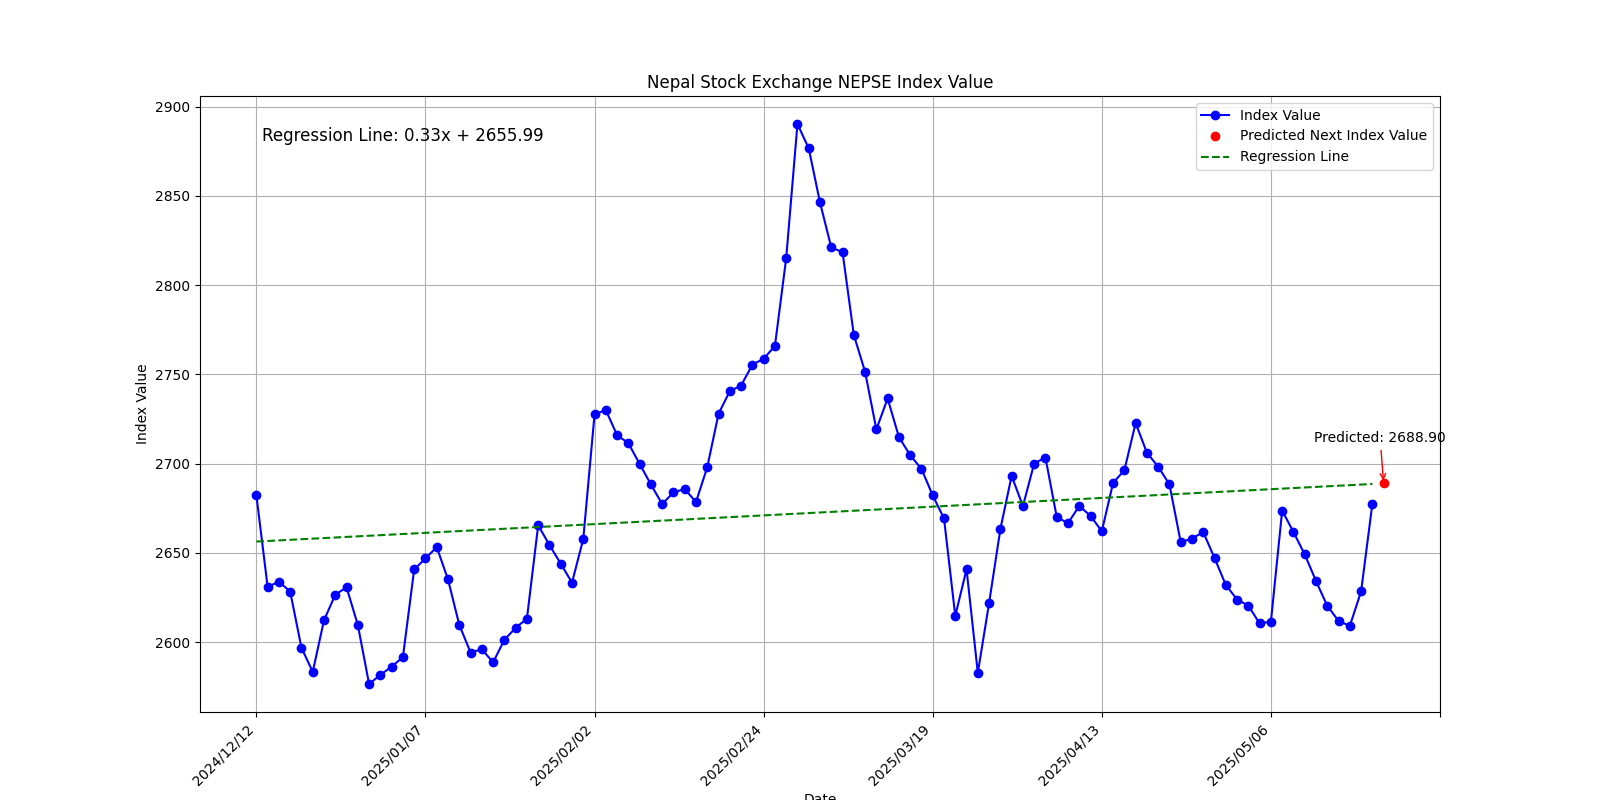 Nepal Stock Exchange NEPSE Index Value
Regression Line: 0.33x + 2655.99
Index Value
Predicted Next Index Value
Regression Line
2900
2850
2800
2750
2700
2650
2600
Index Value
Predicted: 2688.90
2024/12/12
2025/01/07
2025/02/02
2025/02/24
2025/03/19
2025/04/13
2025/05/06
Date